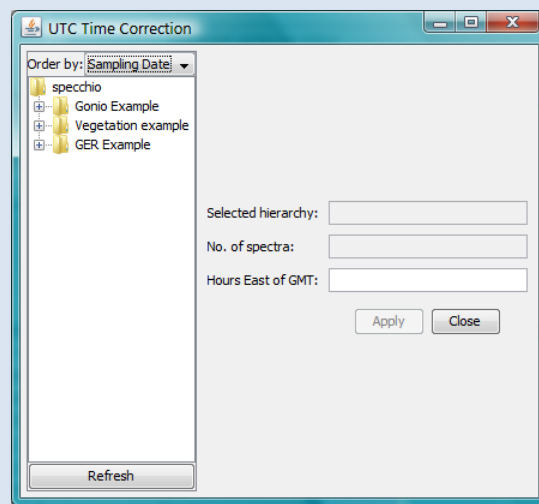 UTC Time Correction
Order by: Sampling Date
specchio
Gonio Example
Vegetation example
GER Example
Selected hierarchy:
No. of spectra:
Hours East of GMT:
Apply Close
Refresh